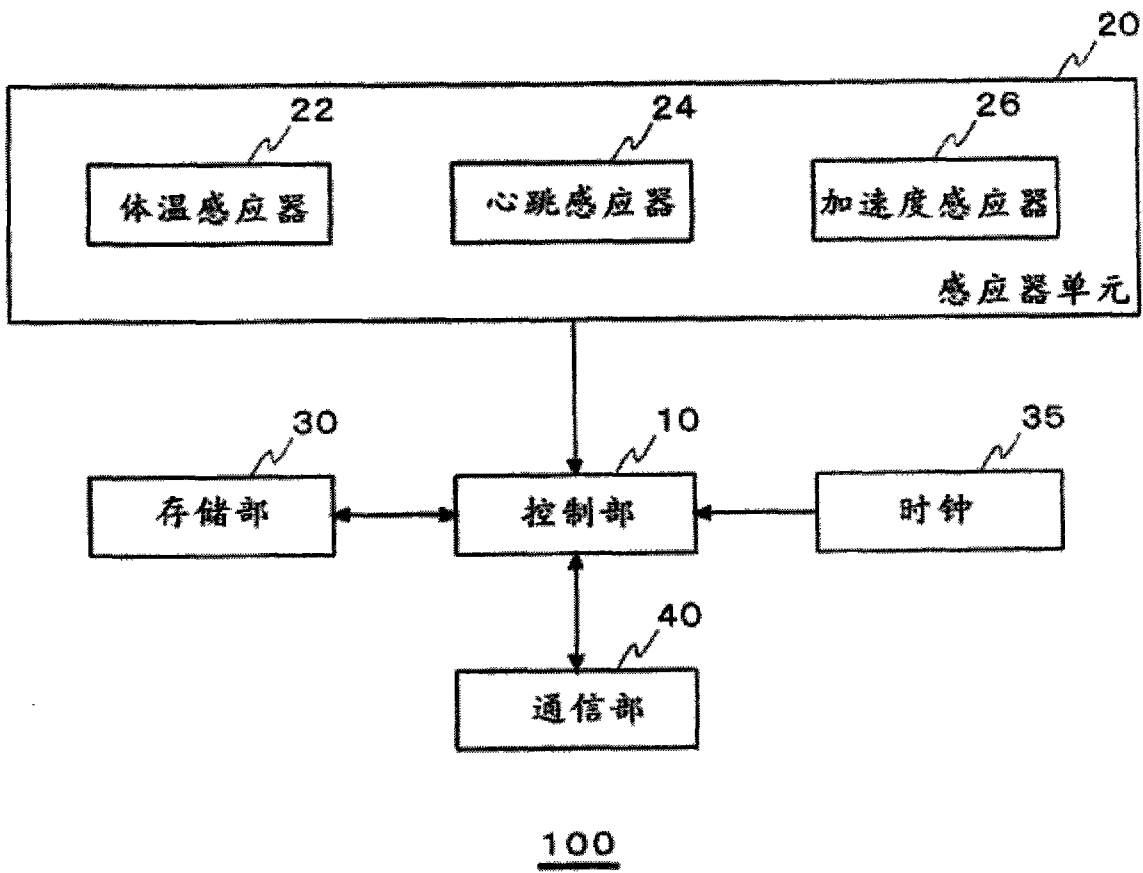 20
22
24
26
体温感应器
心跳感应器
加速度感应器
感应器单元
30
10
35
存储部
控制部
时钟
40
通信部
100